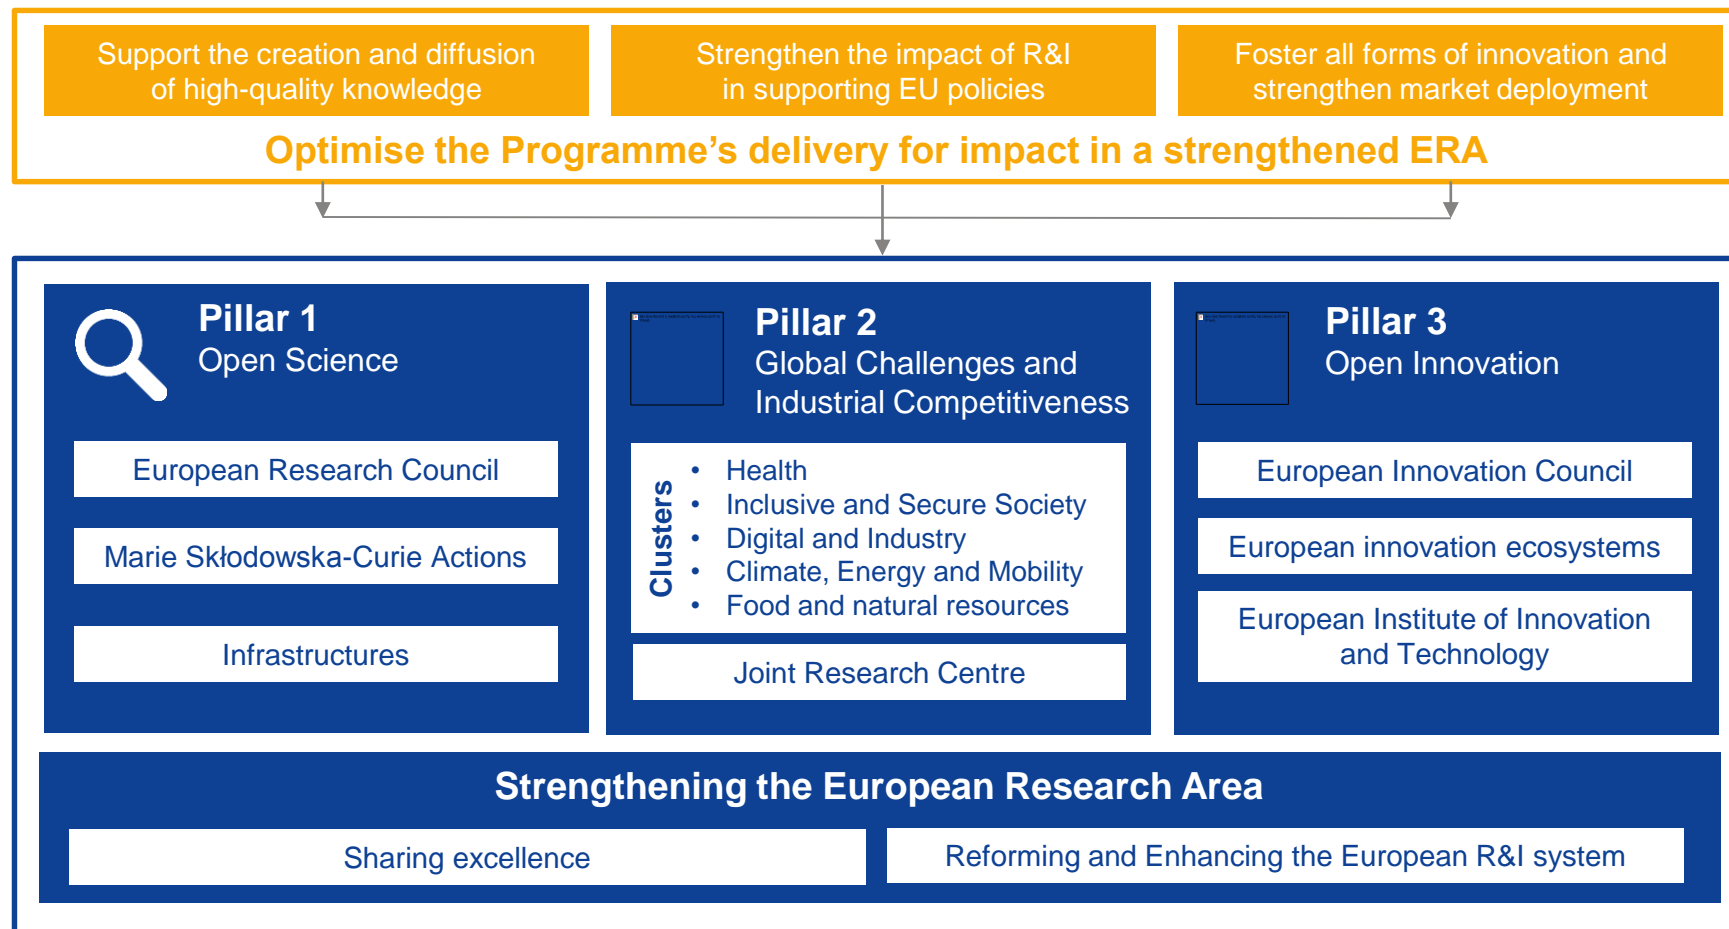 Support the creation and diffusion
of high-quality knowledge
Strengthen the impact of R&I
in supporting EU policies
Foster all forms of innovation and
strengthen market deployment
Optimise the Programme's delivery for impact in a strengthened ERA
Pillar 1
Open Science
European Research Council
Marie Skłodowska-Curie Actions
Infrastructures
Pillar 2
Global Challenges and
Industrial Competitiveness
Clusters
• Health
• Inclusive and Secure Society
• Digital and Industry
• Climate, Energy and Mobility
• Food and natural resources
Joint Research Centre
Pillar 3
Open Innovation
European Innovation Council
European innovation ecosystems
European Institute of Innovation
and Technology
Strengthening the European Research Area
Sharing excellence
Reforming and Enhancing the European R&I system